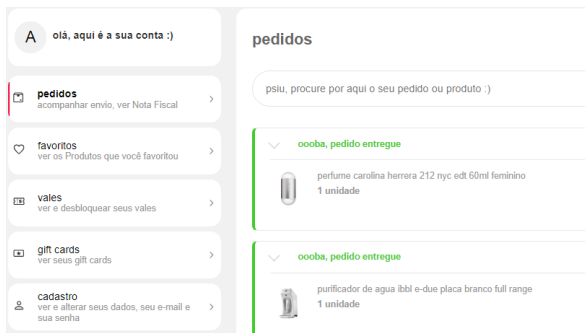 A
olá, aqui é a sua conta :)
pedidos
acompanhar envio, ver Nota Fiscal
favoritos
ver os Produtos que você favoritou
vales
ver e desbloquear seus vales
gift cards
ver seus gift cards
cadastro
ver e alterar seus dados, seu e-mail e
sua senha
pedidos
psiu, procure por aqui o seu pedido ou produto :)
oooba, pedido entregue
perfume carolina herrera 212 nyc edt 60ml feminino
1 unidade
oooba, pedido entregue
purificador de agua ibbl e-due placa branco full range
1 unidade